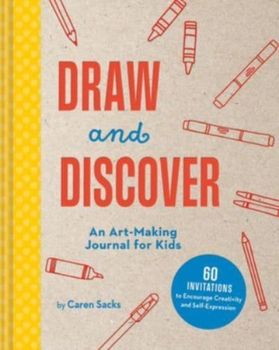 DRAW
and
DISCOVER
An Art-Making
Journal for Kids
60
INVITATIONS
to Encourage Creativity
and Self-Expression
by Caren Sacks